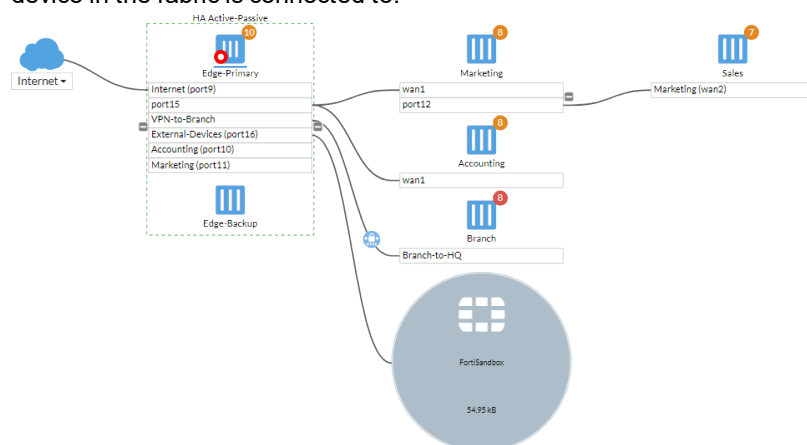 device in the fabric is connected to.
HA Active-Passive
10
Edge-Primary
Internet
Internet (port9)
port15
VPN-to-Branch
External-Devices (port16)
Accounting (port10)
Marketing (port11)
Edge-Backup
8
Marketing
wan1
port12
7
Sales
Marketing (wan2)
8
Accounting
wan1
8
Branch
Branch-to-HQ
FortiSandbox
54.95 kB